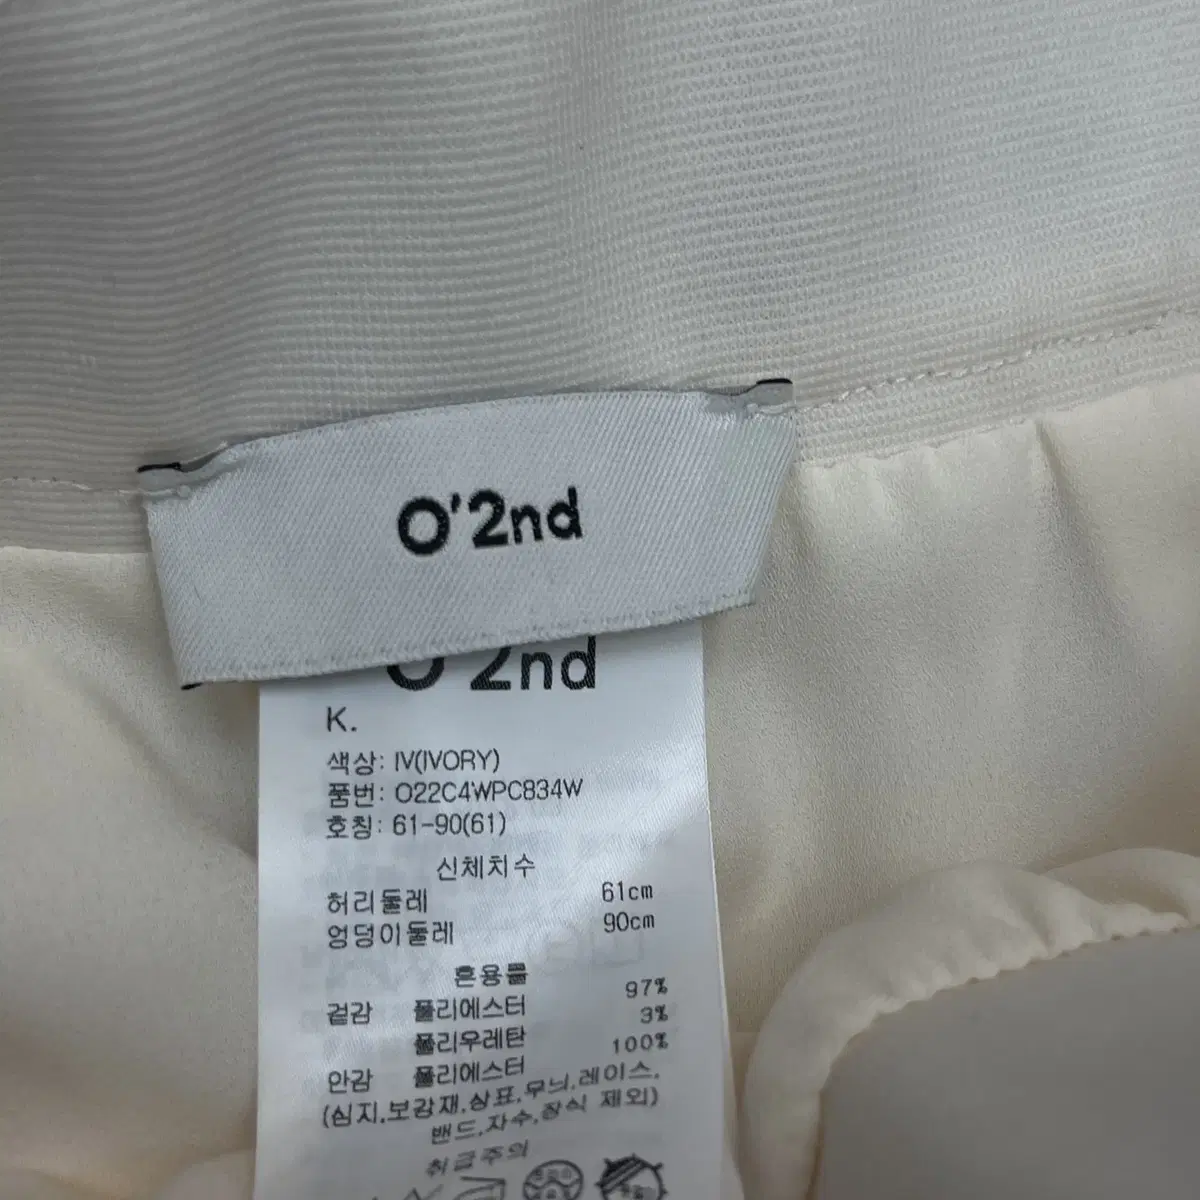 O'2nd
O'2nd
K.
색상: IV(IVORY)
품번: O22C4WPC834W
호칭: 61-90(61)
신체치수
허리둘레 61cm
엉덩이둘레 90cm
혼용률
겉감 폴리에스터 97%
폴리우레탄 3%
안감 폴리에스터 100%
(심지,보강재,상표,무늬,레이스,
밴드,자수,장식 제외)
취급주의